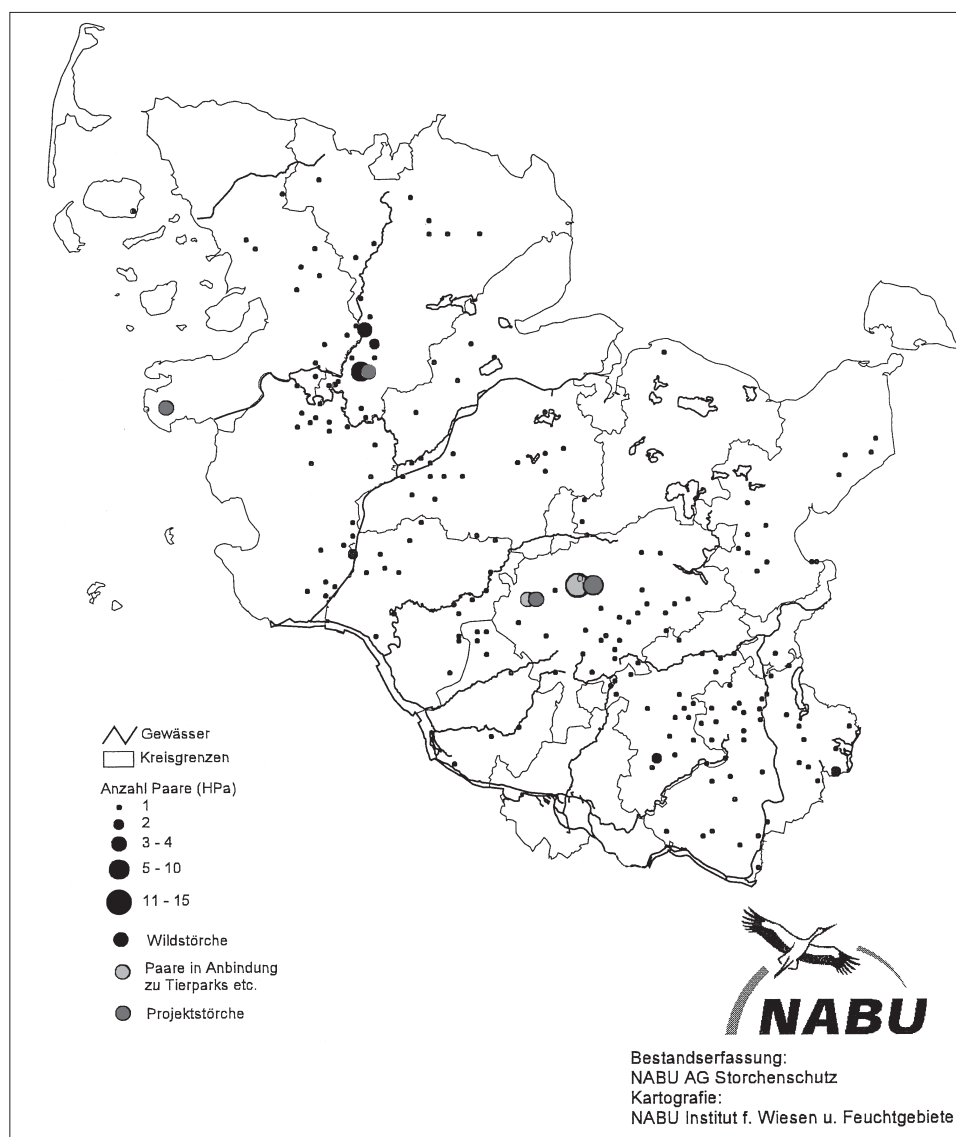 Gewässer
Kreisgrenzen
Anzahl Paare (HPa)
1
2
3 - 4
5 - 10
11 - 15
Wildstörche
Paare in Anbindung
zu Tierparks etc.
Projektstörche
NABU
Bestandserfassung:
NABU AG Storchenschutz
Kartografie:
NABU Institut f. Wiesen u. Feuchtgebiete